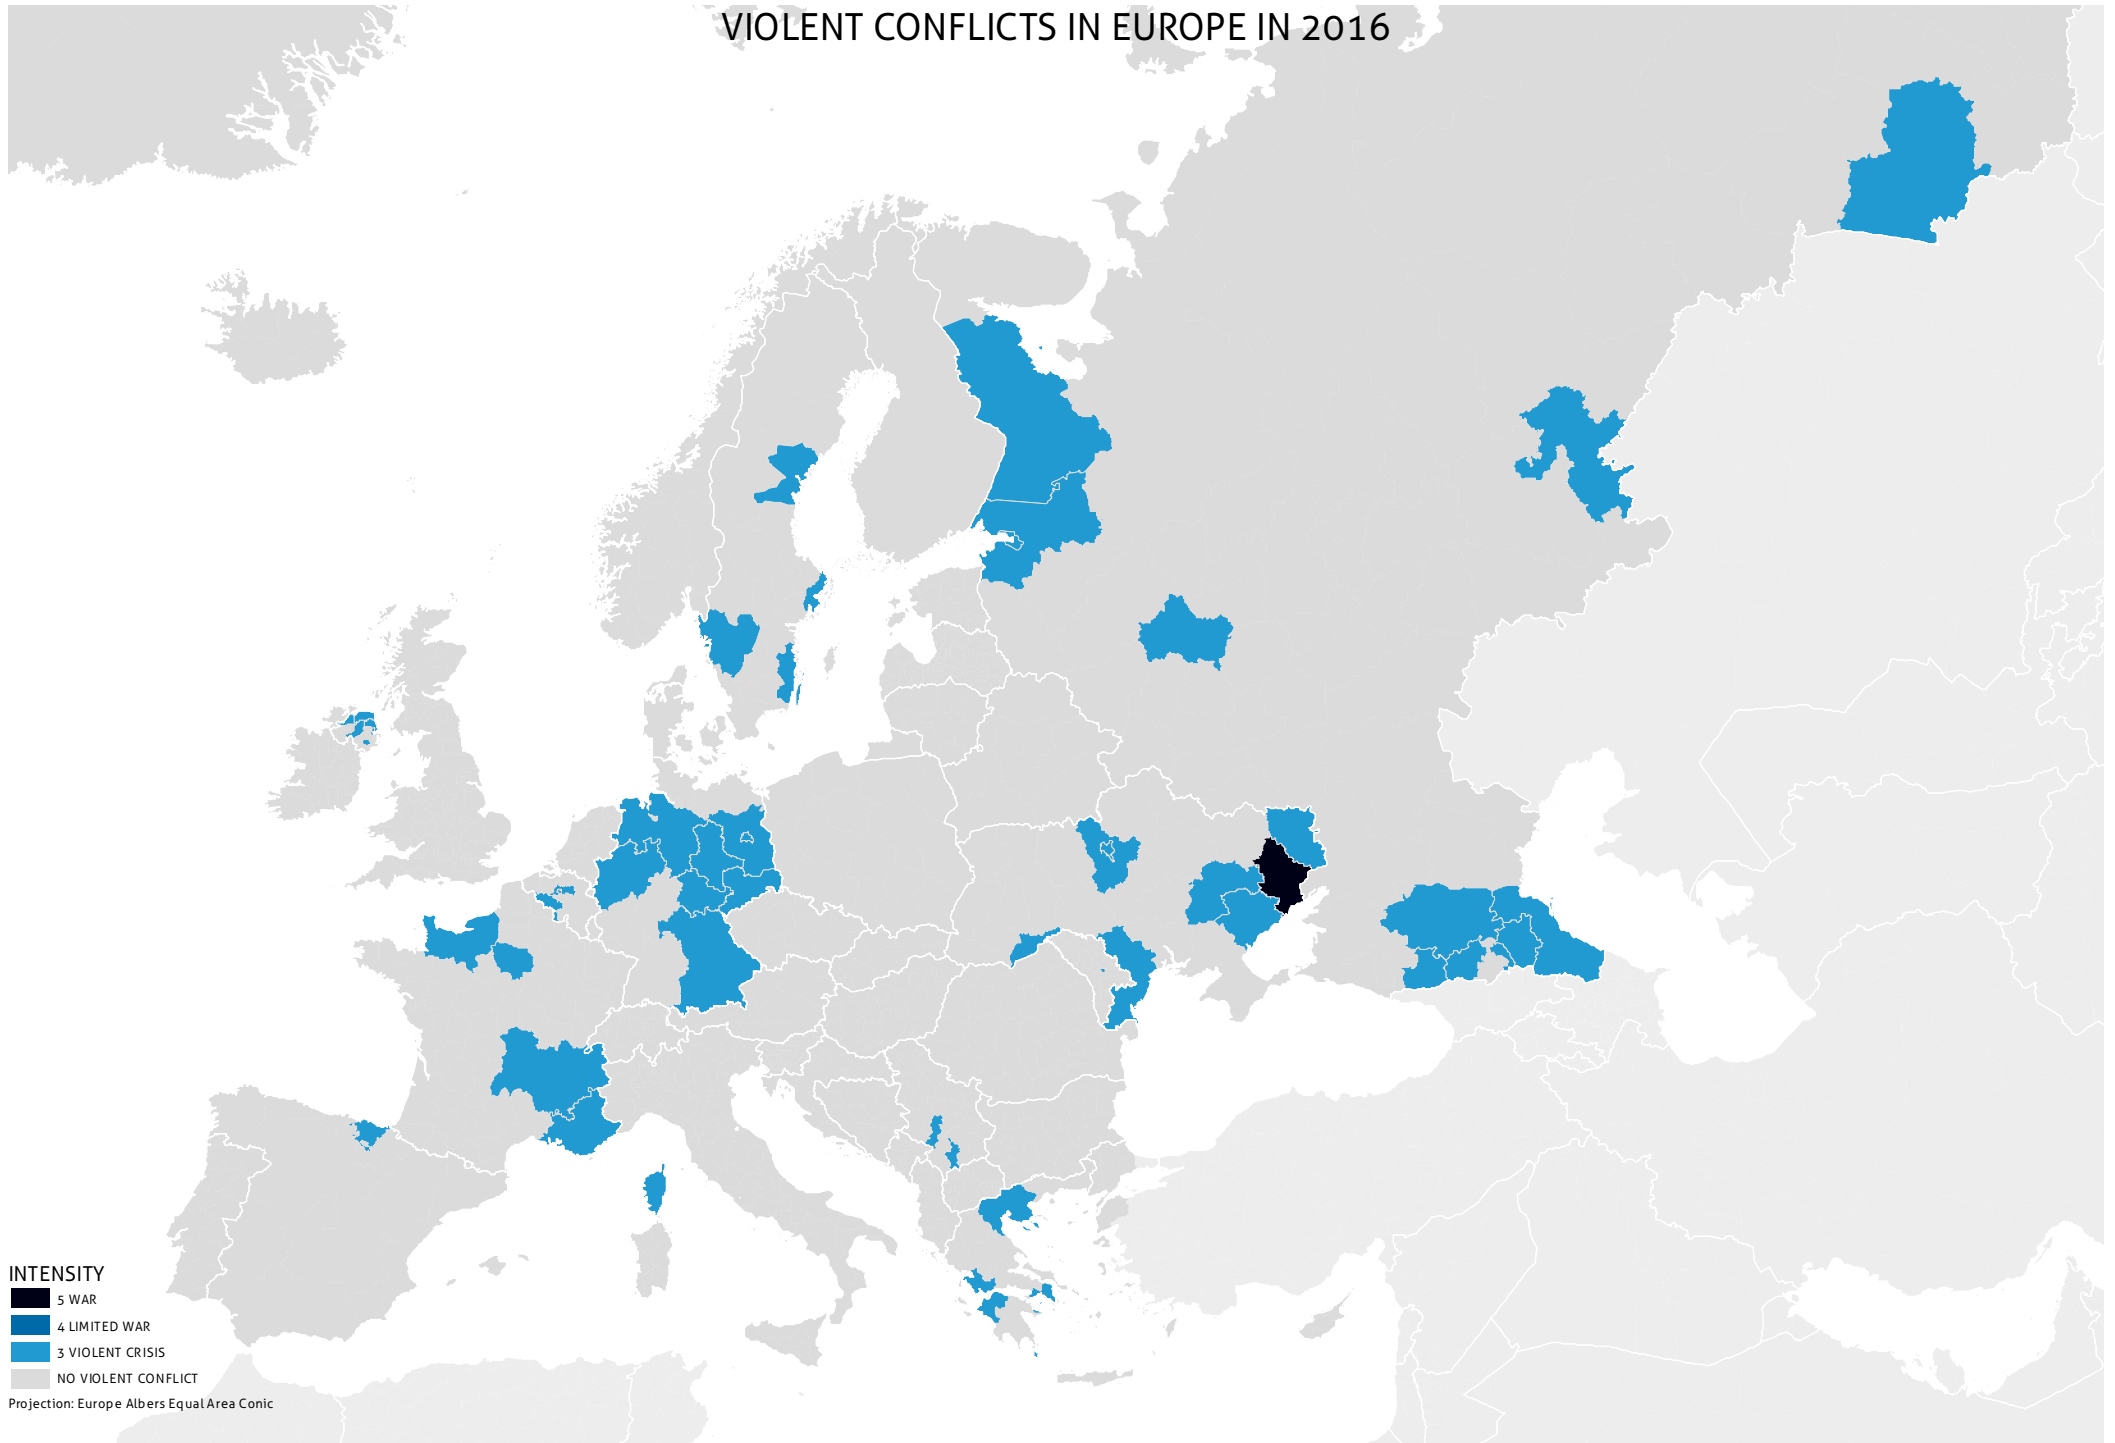 VIOLENT CONFLICTS IN EUROPE IN 2016
INTENSITY
5 WAR
4 LIMITED WAR
3 VIOLENT CRISIS
NO VIOLENT CONFLICT
Projection: Europe Albers Equal Area Conic